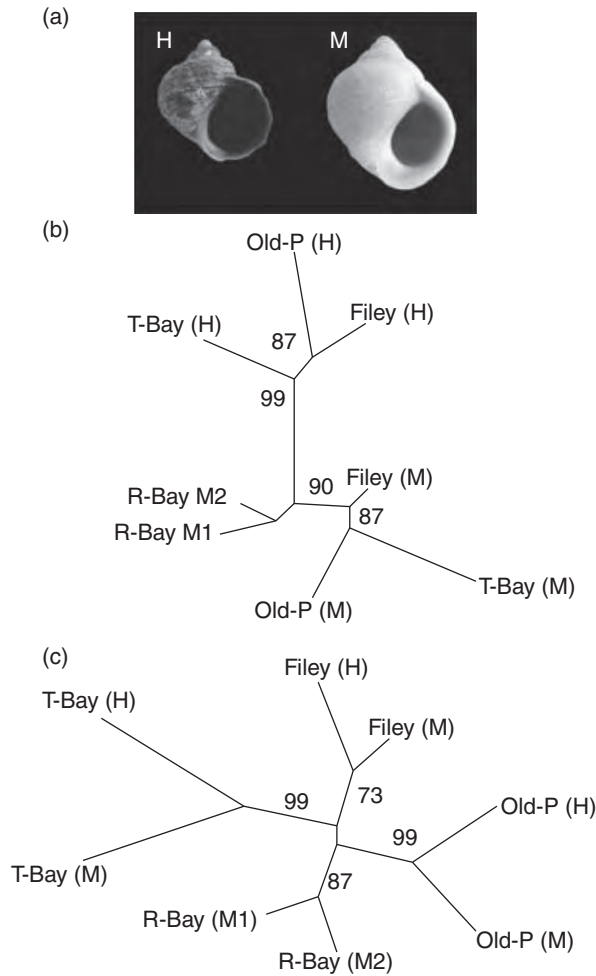 (a)
H M
(b)
Old-P (H)
T-Bay (H)
Filey (H)
87
99
R-Bay M2
90
Filey (M)
R-Bay M1
87
T-Bay (M)
Old-P (M)
(c)
Filey (H)
T-Bay (H)
Filey (M)
99
73
Old-P (H)
99
T-Bay (M)
87
R-Bay (M1)
Old-P (M)
R-Bay (M2)